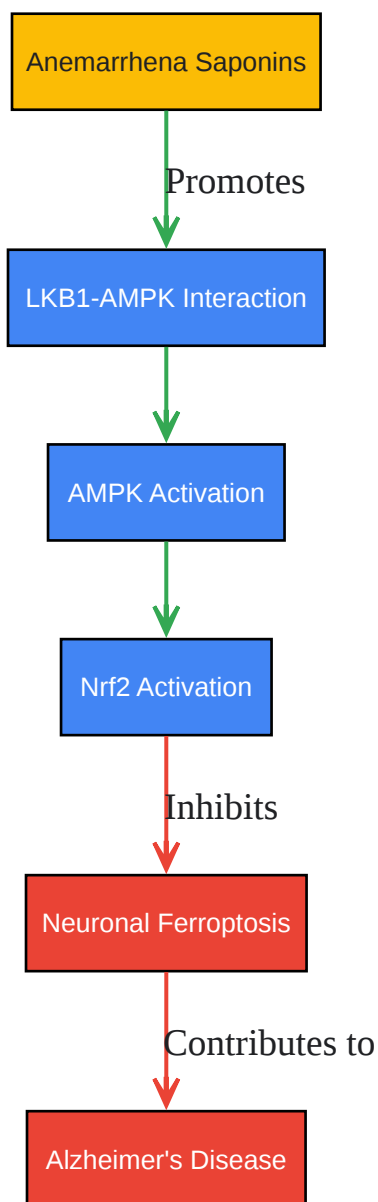 Anemarrhena Saponins
Promotes
LKB1-AMPK Interaction
AMPK Activation
Nrf2 Activation
Inhibits
Neuronal Ferroptosis
Contributes to
Alzheimer's Disease